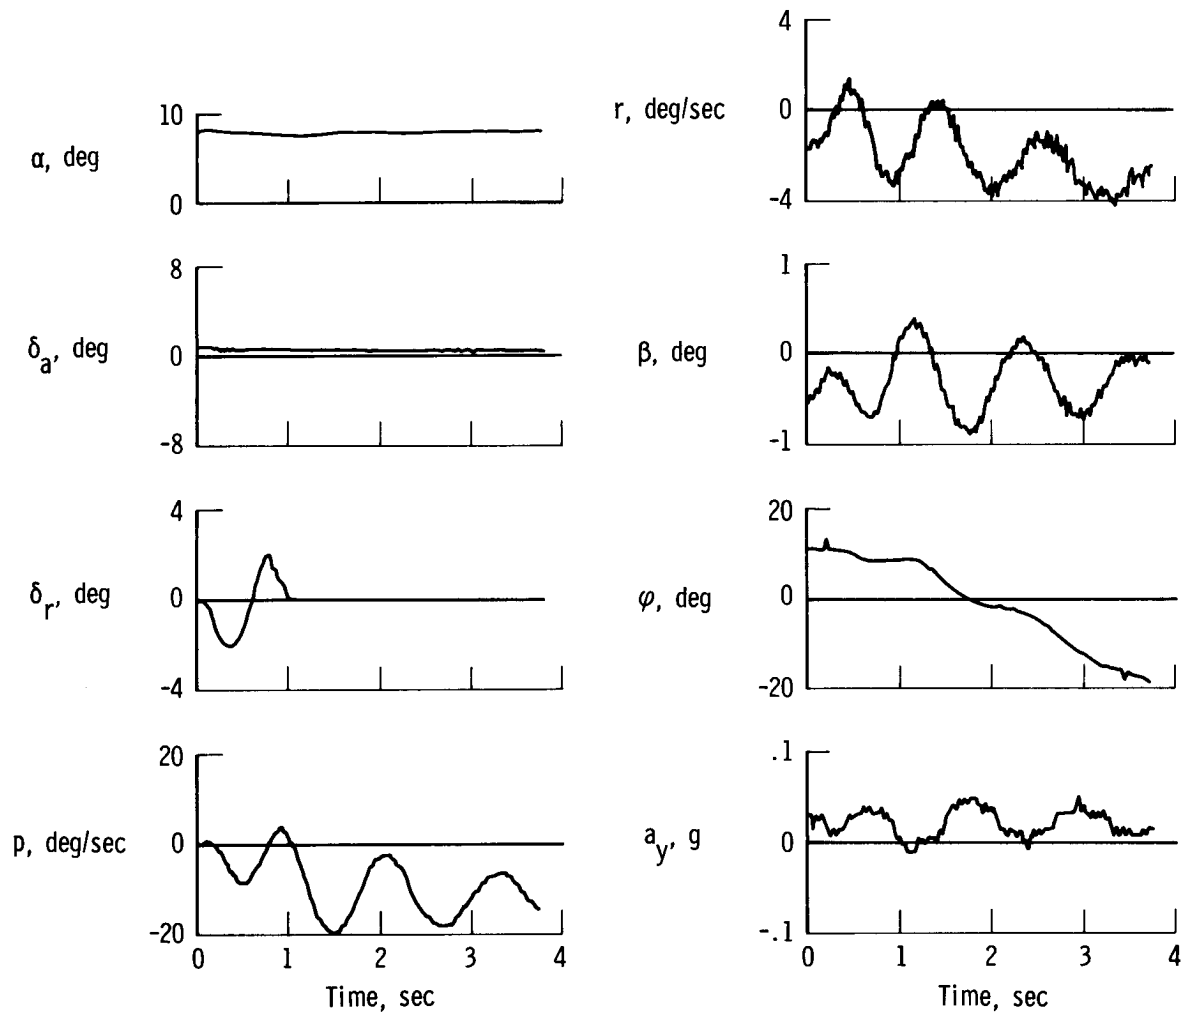 10
α, deg
0
8
δa, deg
0
-8
4
δr, deg
0
-4
20
p, deg/sec
0
-20
0 1 2 3 4
Time, sec
4
r, deg/sec
0
-4
1
β, deg
0
-1
20
φ, deg
0
-20
.1
ay, g
0
-.1
0 1 2 3 4
Time, sec